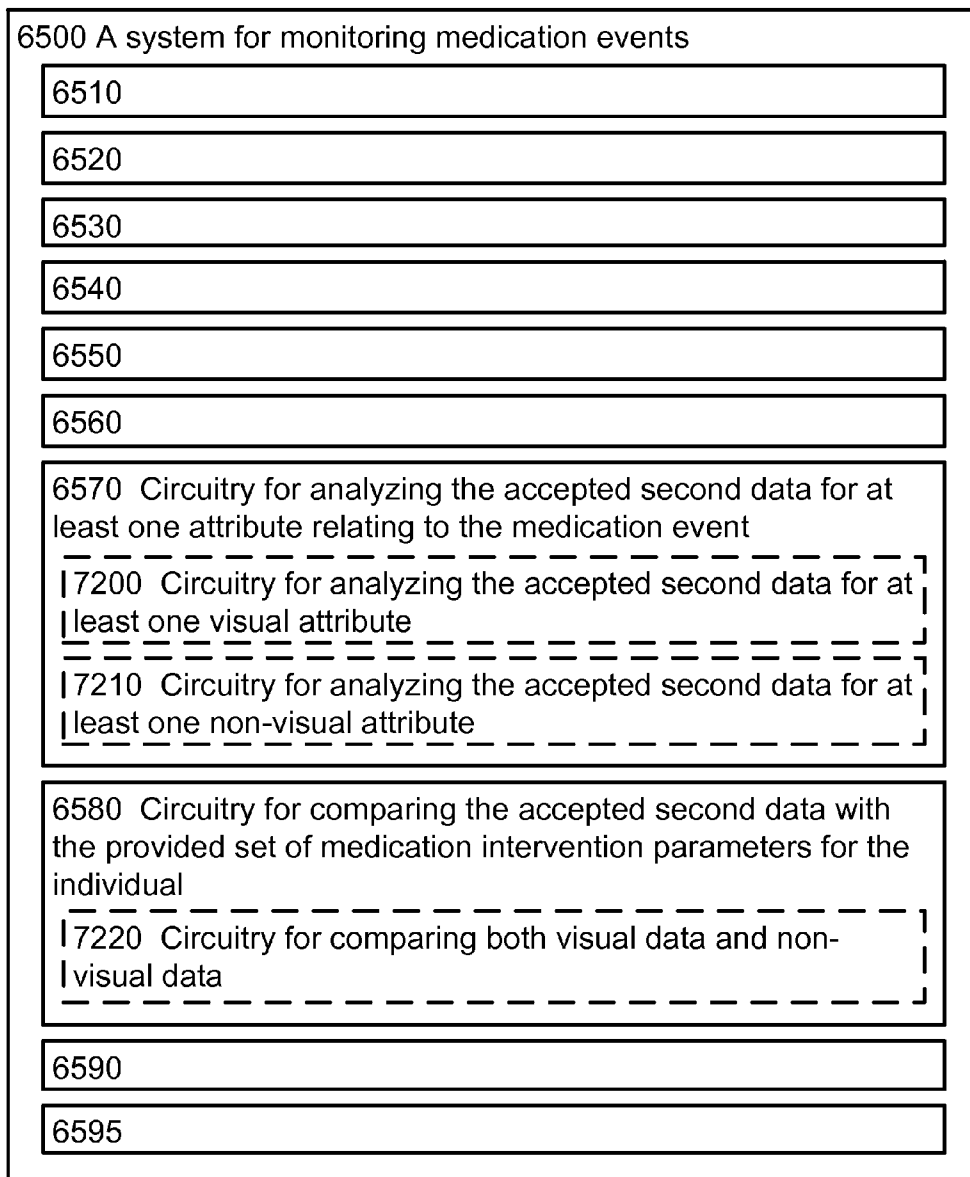 6500 A system for monitoring medication events
6510
6520
6530
6540
6550
6560
6570 Circuitry for analyzing the accepted second data for at
least one attribute relating to the medication event
7200 Circuitry for analyzing the accepted second data for at
least one visual attribute
7210 Circuitry for analyzing the accepted second data for at
least one non-visual attribute
6580 Circuitry for comparing the accepted second data with
the provided set of medication intervention parameters for the
individual
7220 Circuitry for comparing both visual data and non-
visual data
6590
6595